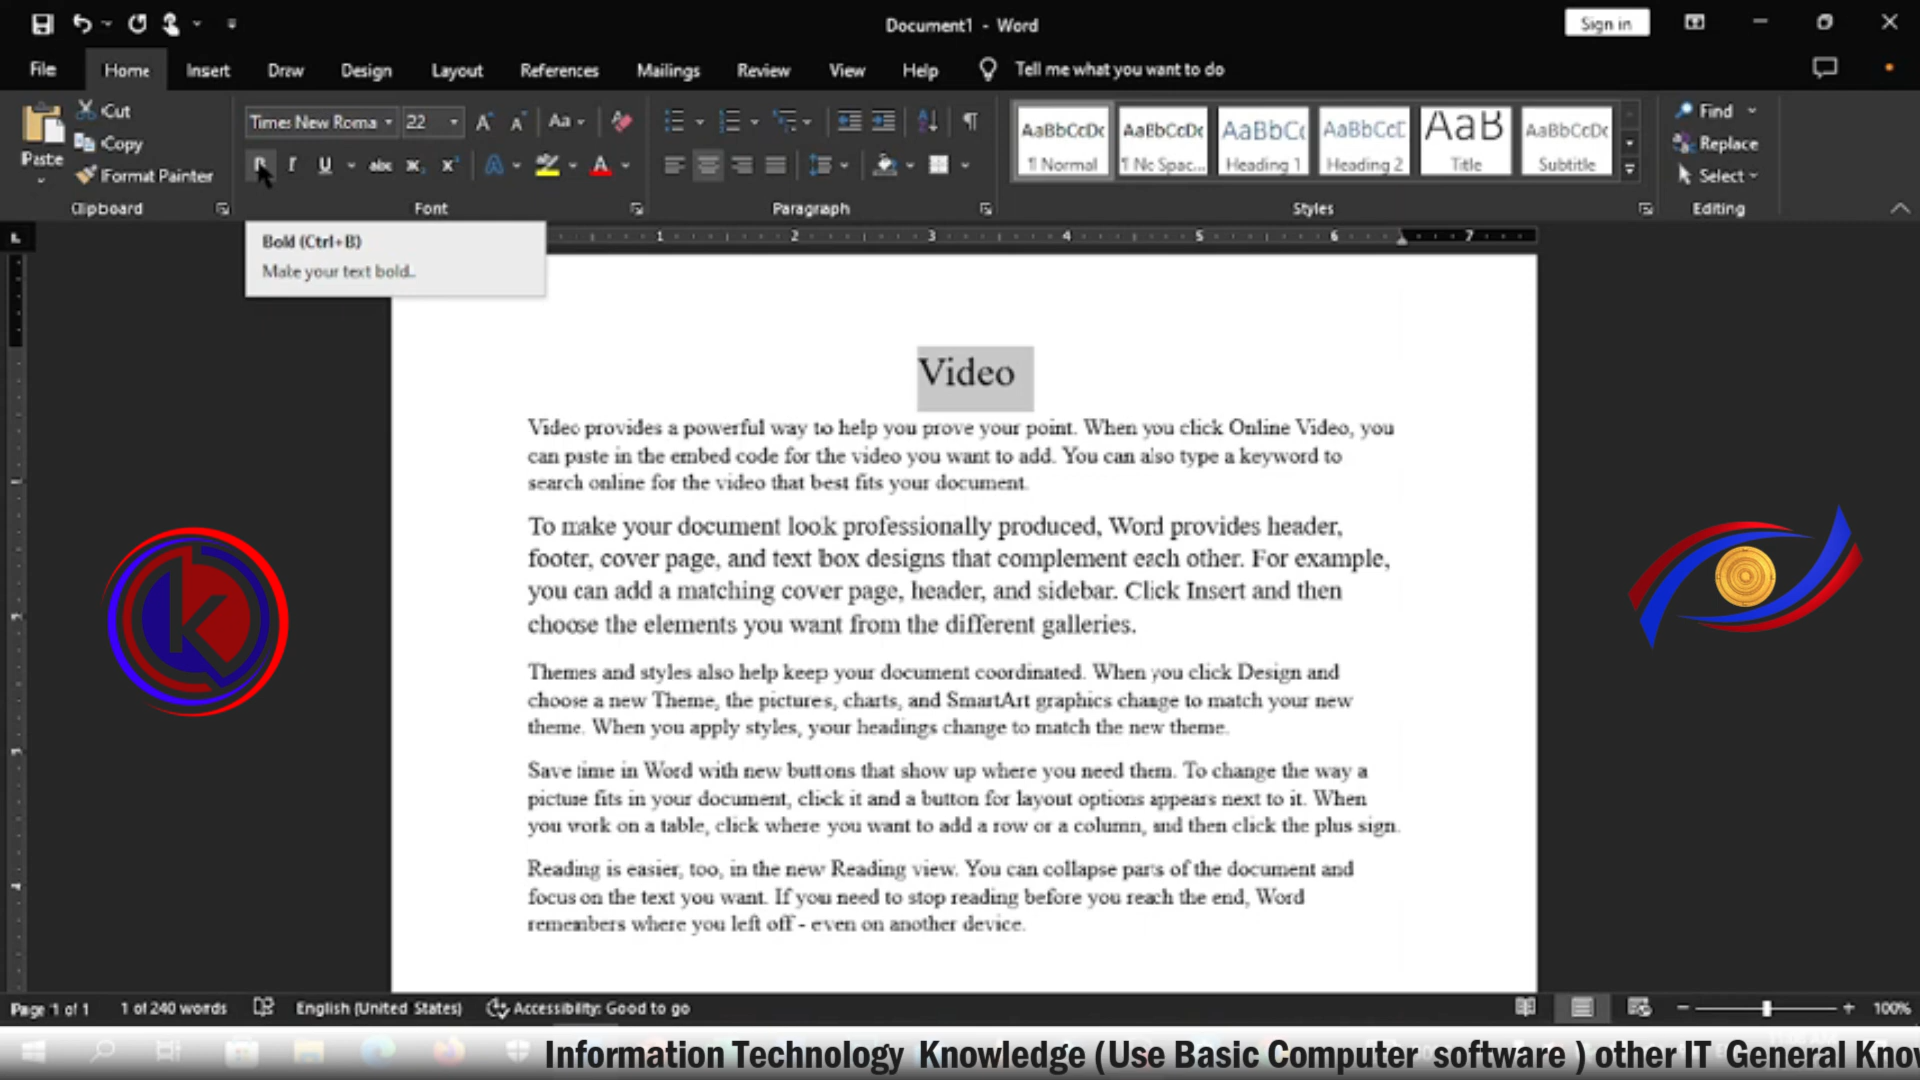 Document1 - Word
Sign in
File Home Insert Draw Design Layout References Mailings Review View Help Tell me what you want to do
Paste
Cut
Copy
Format Painter
Clipboard
Times New Roma 22
Aa
B I U abc x x A A
Font
Paragraph
AaBbCcDc AaBbCcDc AaBbCc AaBbCcC AaB AaBbCcDc
¶ Normal ¶ No Spac... Heading 1 Heading 2 Title Subtitle
Styles
Find
Replace
Select
Editing
L
1 2 3 4 5 6 7
Bold (Ctrl+B)
Make your text bold.
Video
Video provides a powerful way to help you prove your point. When you click Online Video, you
can paste in the embed code for the video you want to add. You can also type a keyword to
search online for the video that best fits your document.
To make your document look professionally produced, Word provides header,
footer, cover page, and text box designs that complement each other. For example,
you can add a matching cover page, header, and sidebar. Click Insert and then
choose the elements you want from the different galleries.
Themes and styles also help keep your document coordinated. When you click Design and
choose a new Theme, the pictures, charts, and SmartArt graphics change to match your new
theme. When you apply styles, your headings change to match the new theme.
Save time in Word with new buttons that show up where you need them. To change the way a
picture fits in your document, click it and a button for layout options appears next to it. When
you work on a table, click where you want to add a row or a column, and then click the plus sign.
Reading is easier, too, in the new Reading view. You can collapse parts of the document and
focus on the text you want. If you need to stop reading before you reach the end, Word
remembers where you left off - even on another device.
Page 1 of 1 1 of 240 words English (United States) Accessibility: Good to go 100%
Information Technology Knowledge (Use Basic Computer software ) other IT General Know